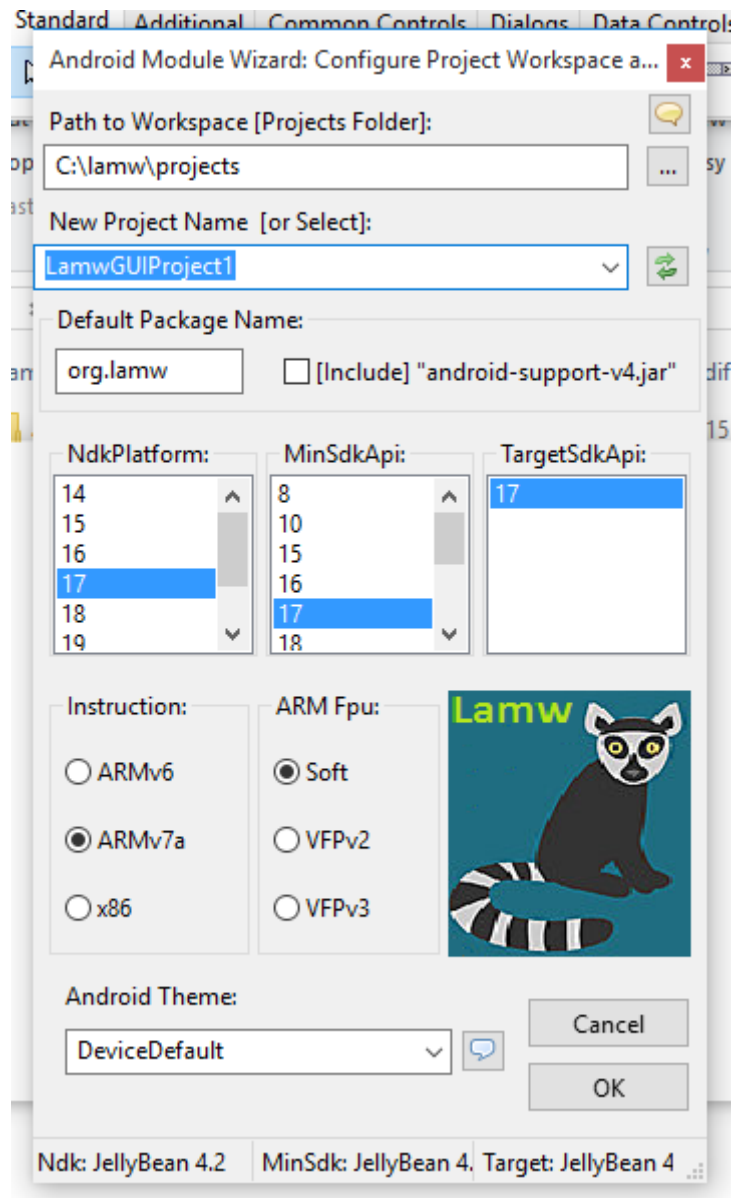 Standard Additional Common Controls Dialogs Data Controls
Android Module Wizard: Configure Project Workspace a... x
Path to Workspace [Projects Folder]:
C:\lamw\projects ...
New Project Name [or Select]:
LamwGUIProject1
Default Package Name:
org.lamw [Include] "android-support-v4.jar"
NdkPlatform: MinSdkApi: TargetSdkApi:
14 8 17
15 10
16 15
17 16
18 17
19 18
Instruction: ARM Fpu: Lamw
ARMv6 Soft
ARMv7a VFPv2
x86 VFPv3
Android Theme:
Cancel
DeviceDefault
OK
Ndk: JellyBean 4.2 MinSdk: JellyBean 4. Target: JellyBean 4